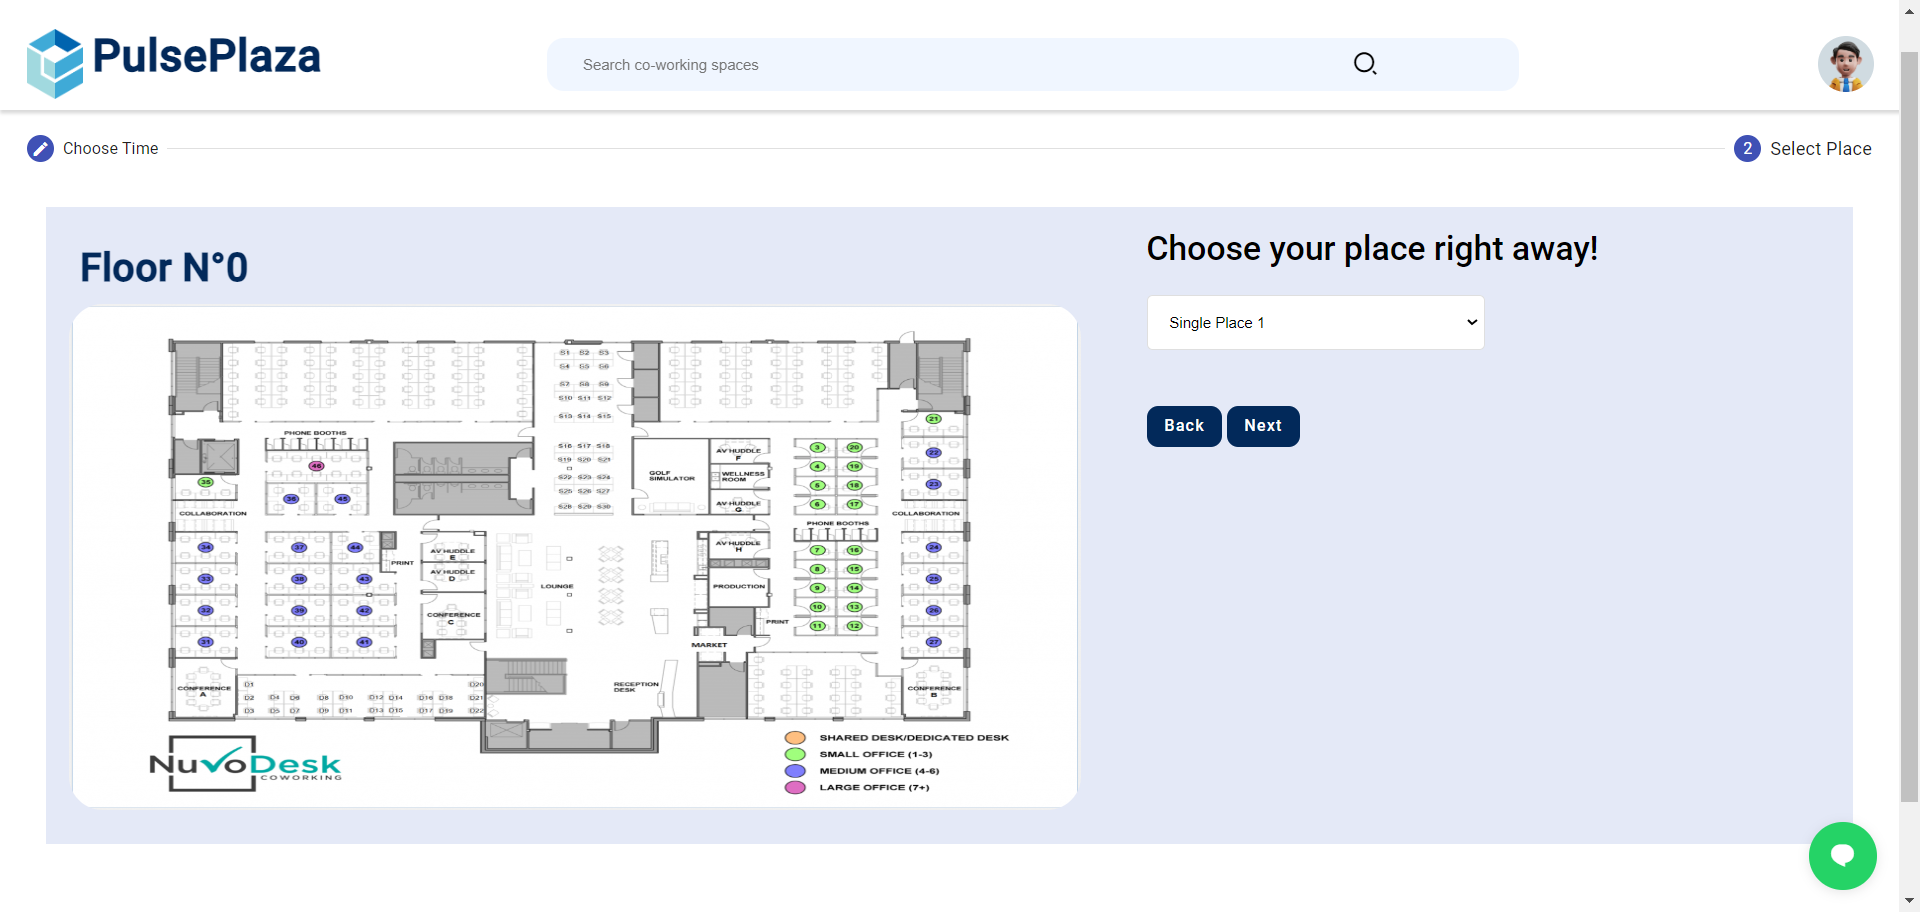 PulsePlaza
Search co-working spaces
Choose Time
2 Select Place
Floor N°0
Choose your place right away!
Single Place 1
Back Next
S1 S2 S3
S4 S5 S6
S7 S8 S9
S10 S11 S12
S13 S14 S15
S16 S17 S18
S19 S20 S21
S22 S23 S24
S25 S26 S27
S28 S29 S30
PHONE BOOTHS
46
35
36 45
COLLABORATION
34 37 44
33 38 43
32 39 42
31 40 41
PRINT
AV HUDDLE
E
AV HUDDLE
D
CONFERENCE
C
LOUNGE
GOLF
SIMULATOR
AV HUDDLE
F
WELLNESS
ROOM
AV HUDDLE
G
AV HUDDLE
H
PRODUCTION
PRINT
MARKET
3 20
4 19
5 18
6 17
PHONE BOOTHS
7 16
8 15
9 14
10 13
11 12
21
22
23
COLLABORATION
24
25
26
27
CONFERENCE
A
D1 D20
D2 D4 D6 D8 D10 D12 D14 D16 D18 D21
D3 D5 D7 D9 D11 D13 D15 D17 D19 D22
RECEPTION
DESK
CONFERENCE
B
NuvoDesk
COWORKING
SHARED DESK/DEDICATED DESK
SMALL OFFICE (1-3)
MEDIUM OFFICE (4-6)
LARGE OFFICE (7+)